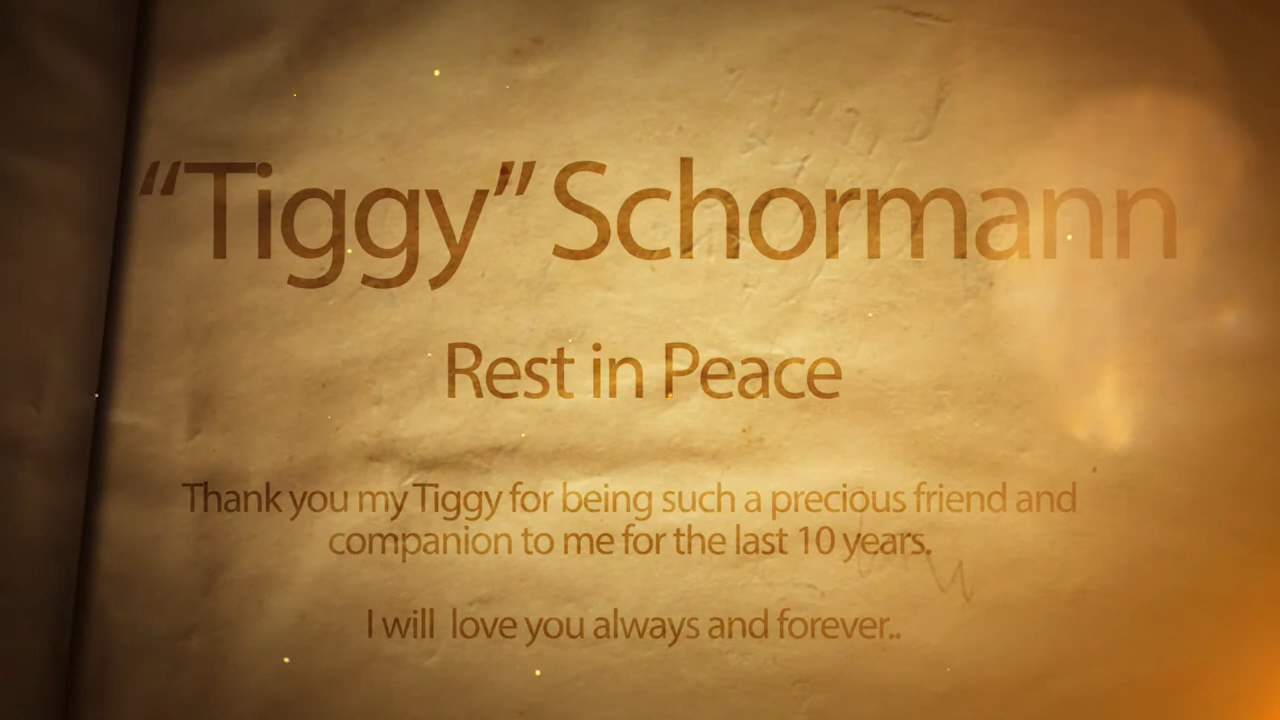 “Tiggy” Schormann
Rest in Peace
Thank you my Tiggy for being such a precious friend and
companion to me for the last 10 years.
I will love you always and forever..